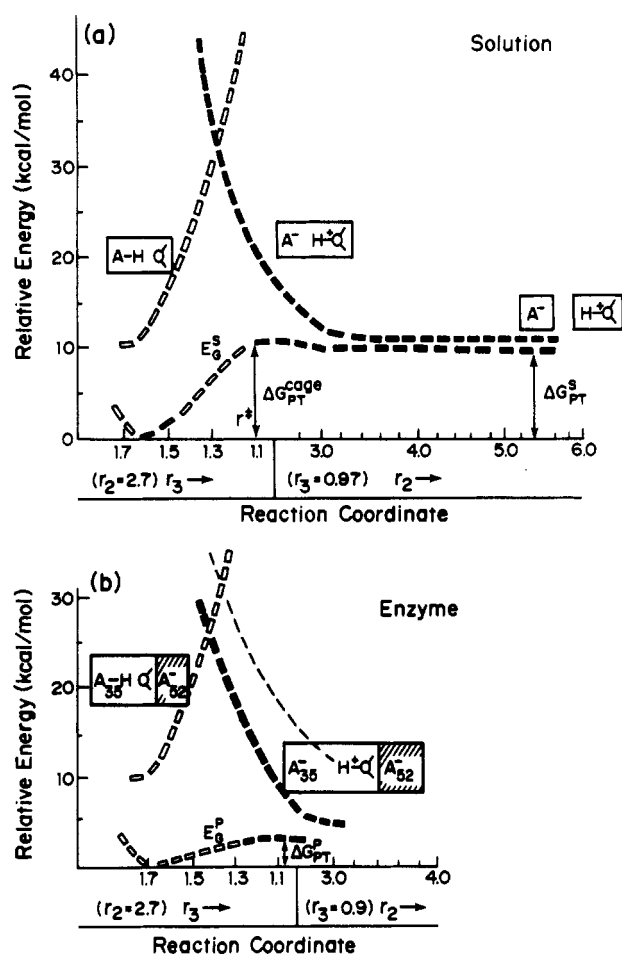 (a)
Solution
Relative Energy (kcal/mol)
40
30
20
10
0
A-H
A⁻ H-⁺
A⁻ H-⁺
E_G^S
ΔG_PT^cage
r‡
ΔG_PT^S
1.7 1.5 1.3 1.1 3.0 4.0 5.0 6.0
(r₂=2.7) r₃ → (r₃=0.97) r₂ →
Reaction Coordinate
(b)
Enzyme
Relative Energy (kcal/mol)
30
20
10
A₃₅-H A₅₂⁻
A₃₅⁻ H-⁺ A₅₂⁻
E_G^P
ΔG_PT^P
1.7 1.5 1.3 1.1 3.0 4.0
(r₂=2.7) r₃ → (r₃=0.9) r₂ →
Reaction Coordinate